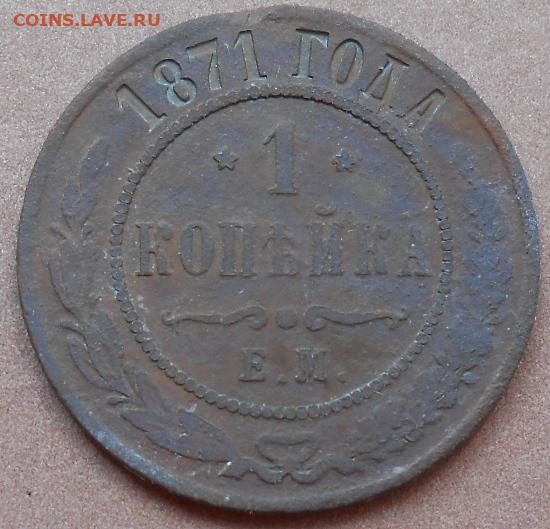 COINS.LAVE.RU
1871 ГОДА
* 1 *
КОПѢЙКА
Е.М.